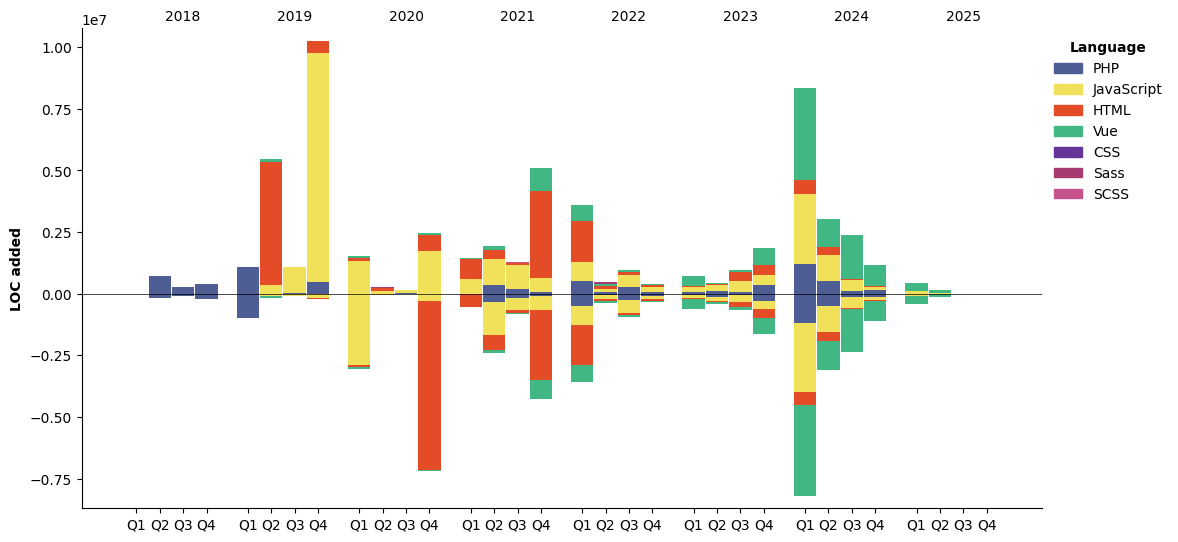 1e7
2018 2019 2020 2021 2022 2023 2024 2025
LOC added
1.00
0.75
0.50
0.25
0.00
−0.25
−0.50
−0.75
Q1 Q2 Q3 Q4 Q1 Q2 Q3 Q4 Q1 Q2 Q3 Q4 Q1 Q2 Q3 Q4 Q1 Q2 Q3 Q4 Q1 Q2 Q3 Q4 Q1 Q2 Q3 Q4 Q1 Q2 Q3 Q4
Language
PHP
JavaScript
HTML
Vue
CSS
Sass
SCSS